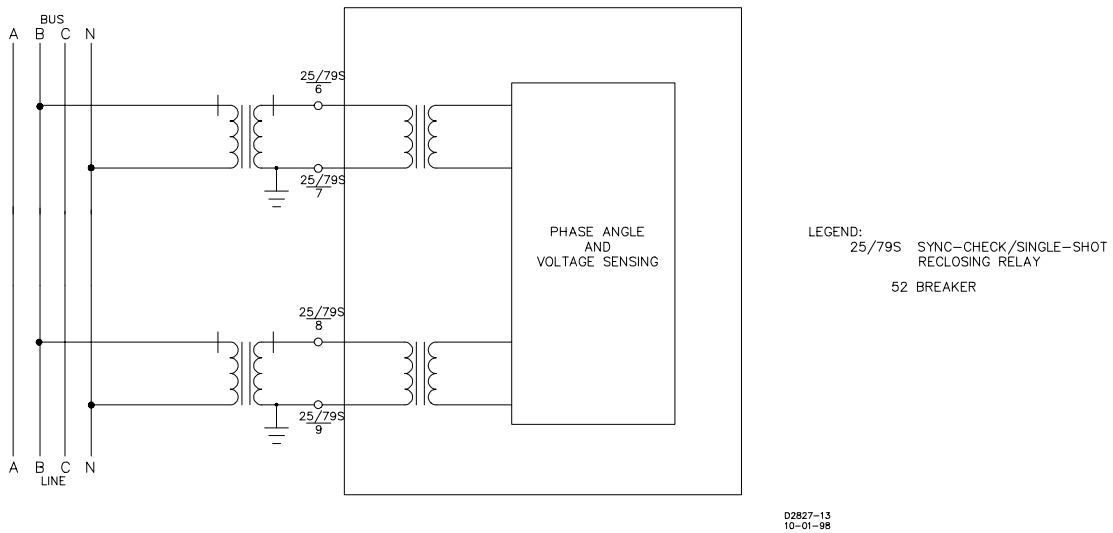 BUS
A B C N
25/79S
6
25/79S
7
PHASE ANGLE
AND
VOLTAGE SENSING
LEGEND:
25/79S SYNC-CHECK/SINGLE-SHOT
RECLOSING RELAY
52 BREAKER
25/79S
8
25/79S
9
A B C N
LINE
D2827-13
10-01-98